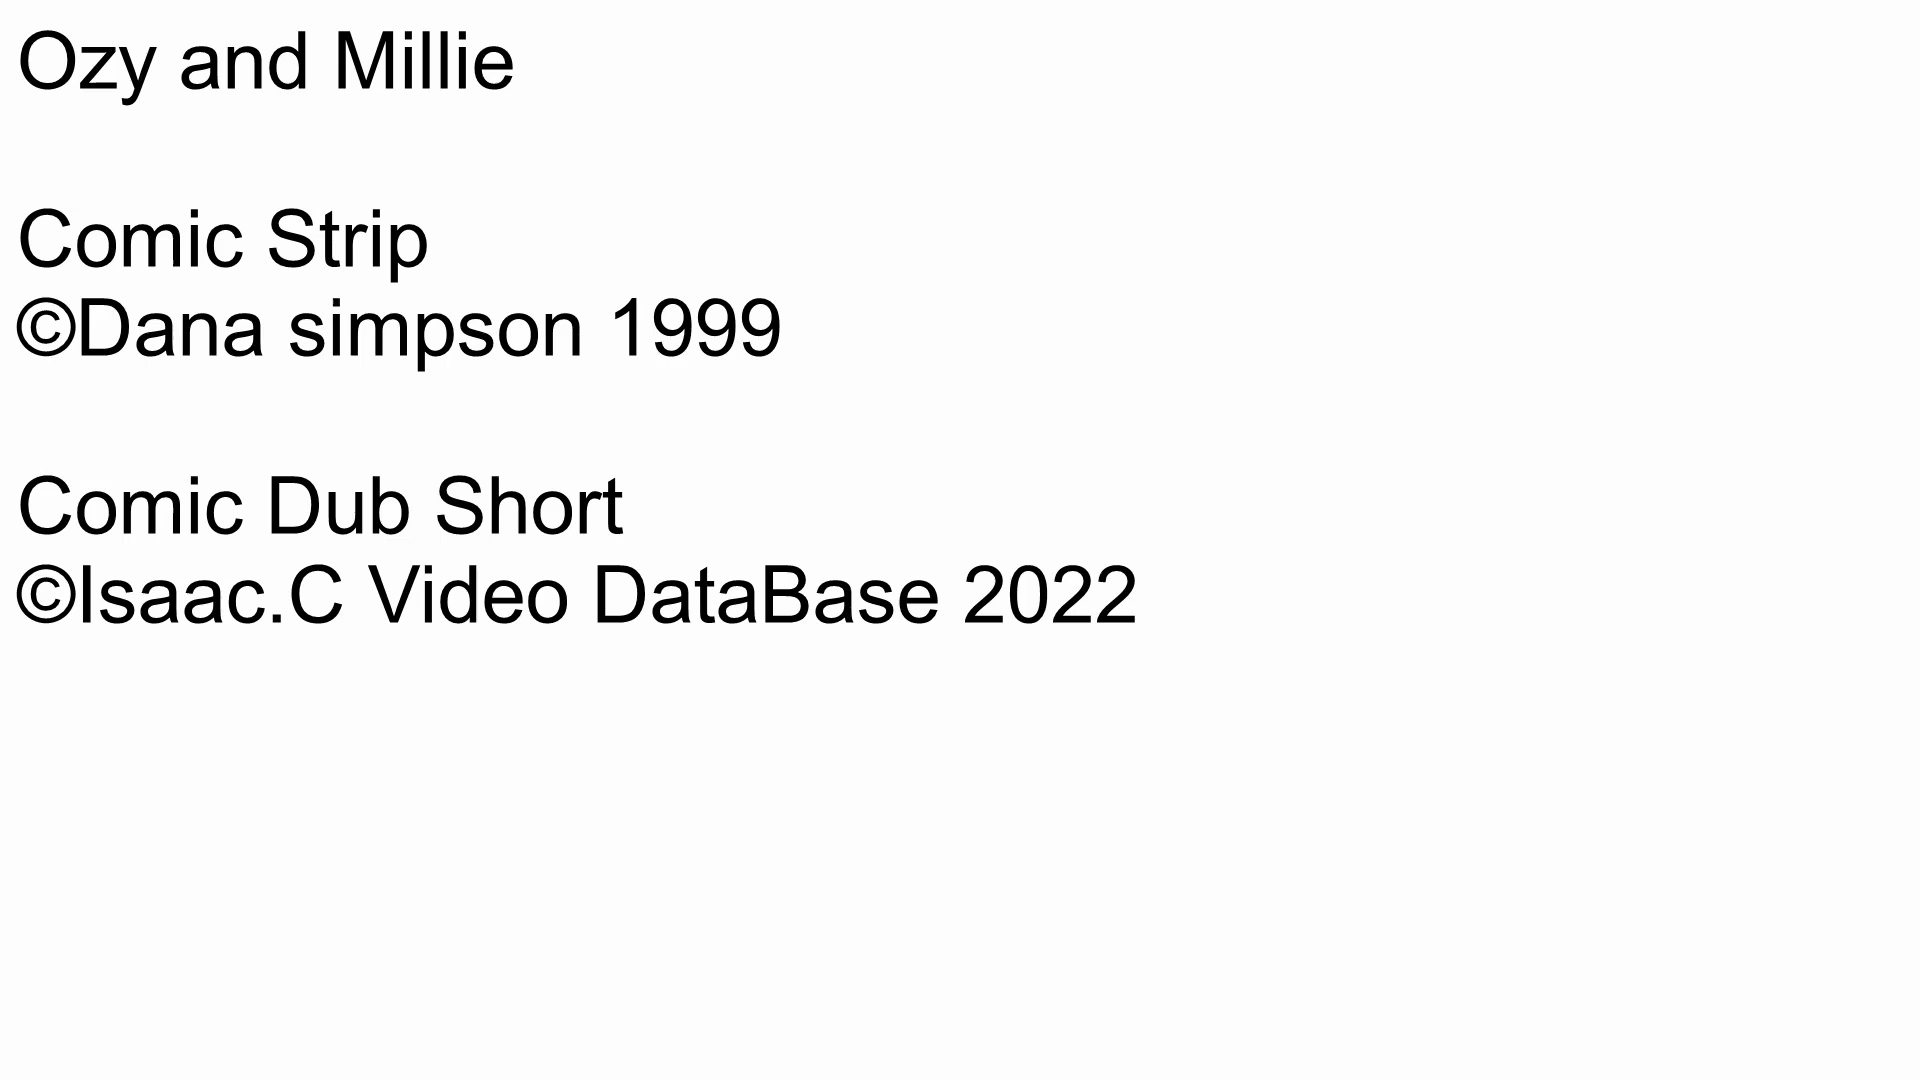 Ozy and Millie
Comic Strip
©Dana simpson 1999
Comic Dub Short
©Isaac.C Video DataBase 2022